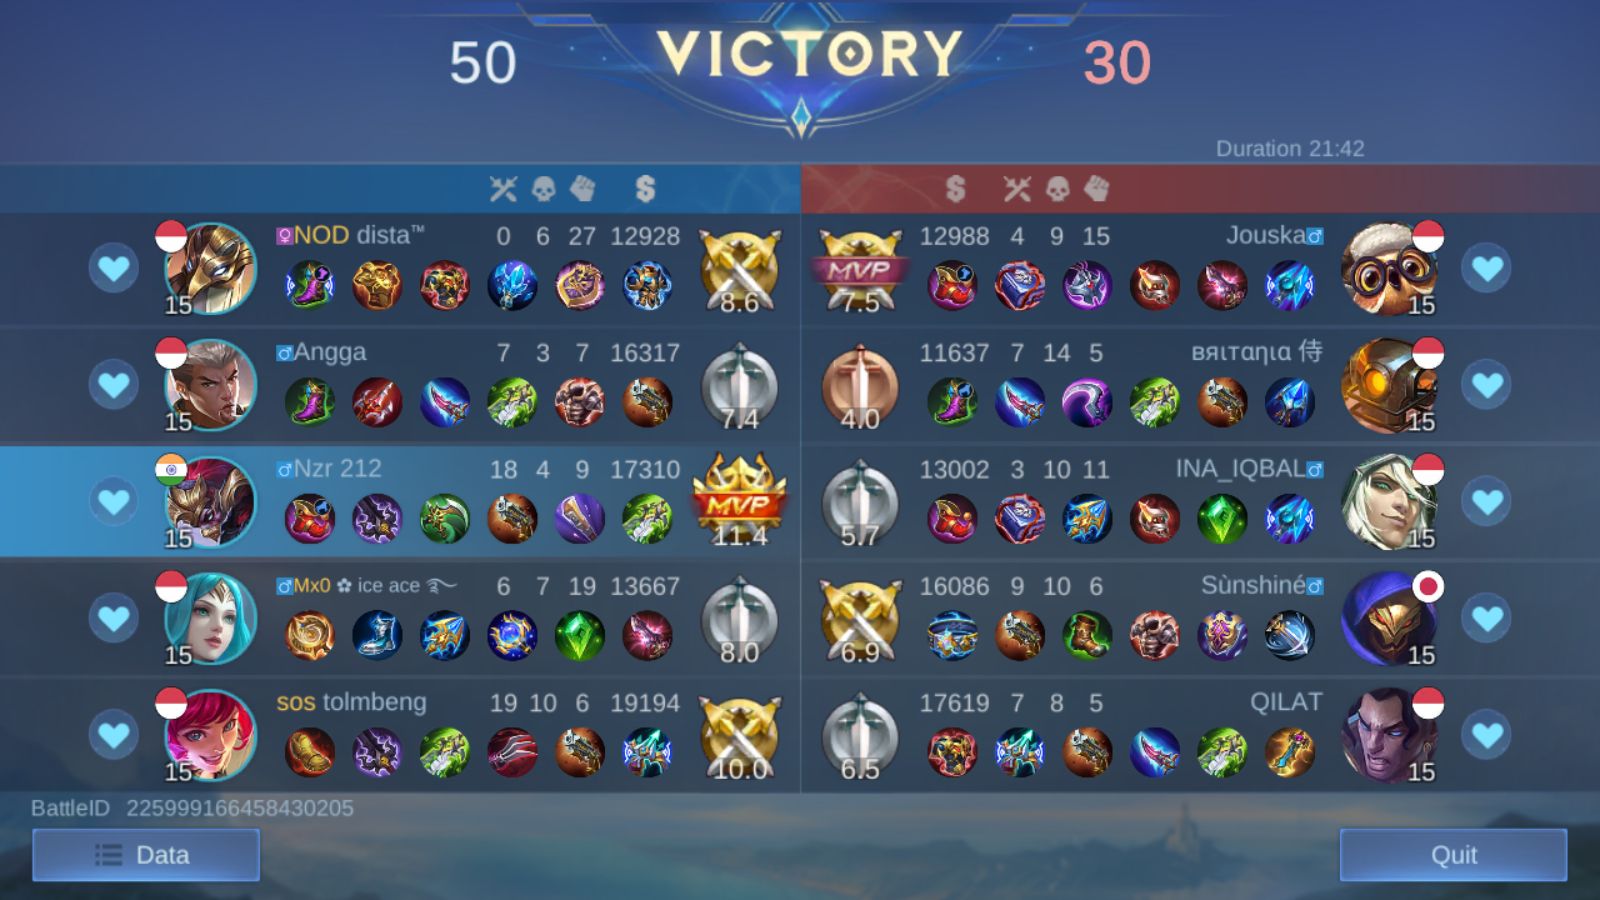 50 VICTORY 30
Duration 21:42
NOD dista™ 0 6 27 12928 8.6
15
MVP 7.5 12988 4 9 15 Jouska
15
Angga 7 3 7 16317 7.4
15
4.0 11637 7 14 5 вяιтαηια 侍
15
Nzr 212 18 4 9 17310 MVP 11.4
15
5.7 13002 3 10 11 INA_IQBAL
15
Mx0 ✿ ice ace 6 7 19 13667 8.0
15
6.9 16086 9 10 6 Sùnshiné
15
sos tolmbeng 19 10 6 19194 10.0
15
6.5 17619 7 8 5 QILAT
15
BattleID 225999166458430205
Data
Quit